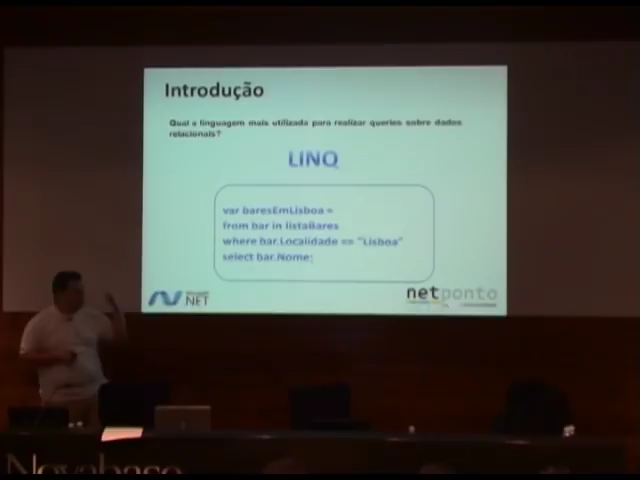 Introdução
Qual a linguagem mais utilizada para realizar queries sobre dados
relacionais?
LINQ
var baresEmLisboa =
from bar in listaBares
where bar.Localidade == "Lisboa"
select bar.Nome;
.NET
netponto
Novabase